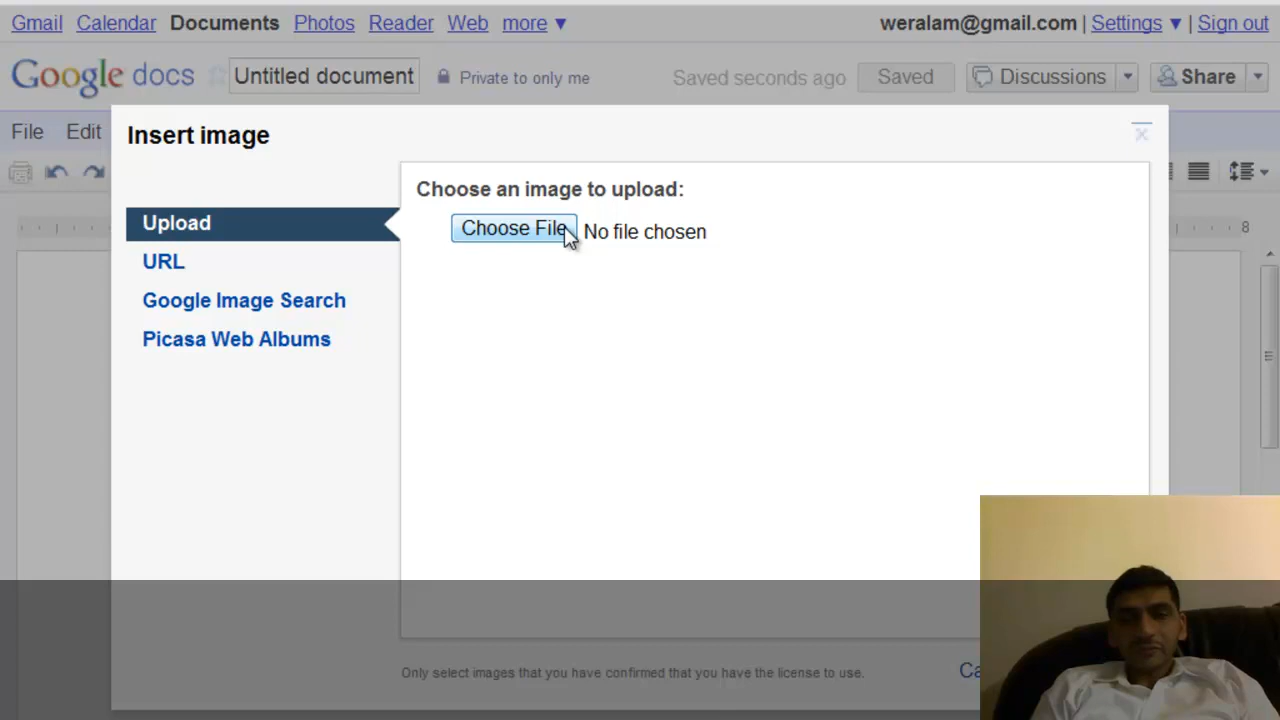 Gmail Calendar Documents Photos Reader Web more ▼ weralam@gmail.com | Settings ▼ | Sign out
Google docs Untitled document Private to only me Saved seconds ago Saved Discussions Share
File Edit
Insert image
Choose an image to upload:
Upload
Choose File No file chosen
8
URL
Google Image Search
Picasa Web Albums
Only select images that you have confirmed that you have the license to use.